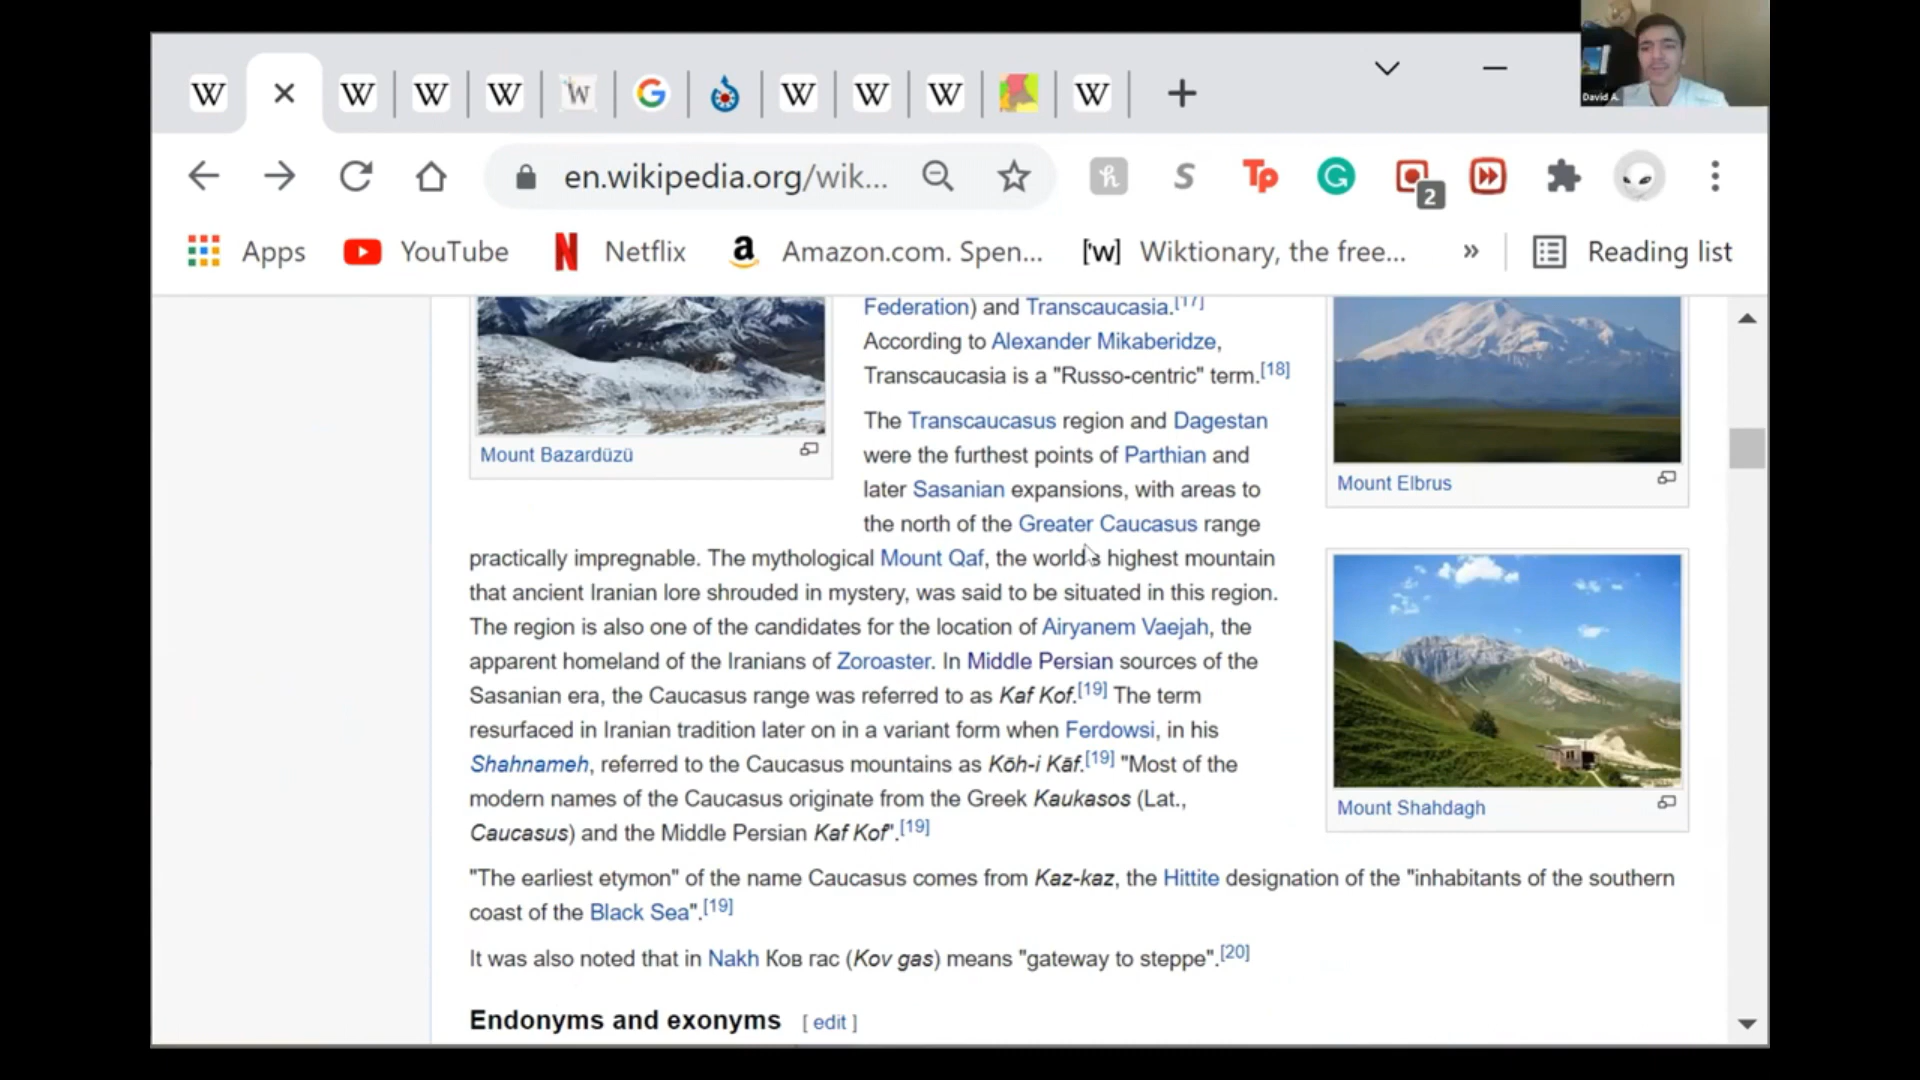 W W W W W G W W W W
David A.
en.wikipedia.org/wik...
h S Tp G 2
Apps YouTube N Netflix a Amazon.com. Spen... ['w] Wiktionary, the free... » Reading list
Federation) and Transcaucasia.[17]
According to Alexander Mikaberidze,
Transcaucasia is a "Russo-centric" term.[18]
The Transcaucasus region and Dagestan
were the furthest points of Parthian and
later Sasanian expansions, with areas to
the north of the Greater Caucasus range
practically impregnable. The mythological Mount Qaf, the world's highest mountain
that ancient Iranian lore shrouded in mystery, was said to be situated in this region.
The region is also one of the candidates for the location of Airyanem Vaejah, the
apparent homeland of the Iranians of Zoroaster. In Middle Persian sources of the
Sasanian era, the Caucasus range was referred to as Kaf Kof.[19] The term
resurfaced in Iranian tradition later on in a variant form when Ferdowsi, in his
Shahnameh, referred to the Caucasus mountains as Kōh-i Kāf.[19] "Most of the
modern names of the Caucasus originate from the Greek Kaukasos (Lat.,
Caucasus) and the Middle Persian Kaf Kof".[19]
"The earliest etymon" of the name Caucasus comes from Kaz-kaz, the Hittite designation of the "inhabitants of the southern
coast of the Black Sea".[19]
It was also noted that in Nakh Ков гас (Kov gas) means "gateway to steppe".[20]
Endonyms and exonyms [ edit ]
Mount Bazardüzü
Mount Elbrus
Mount Shahdagh